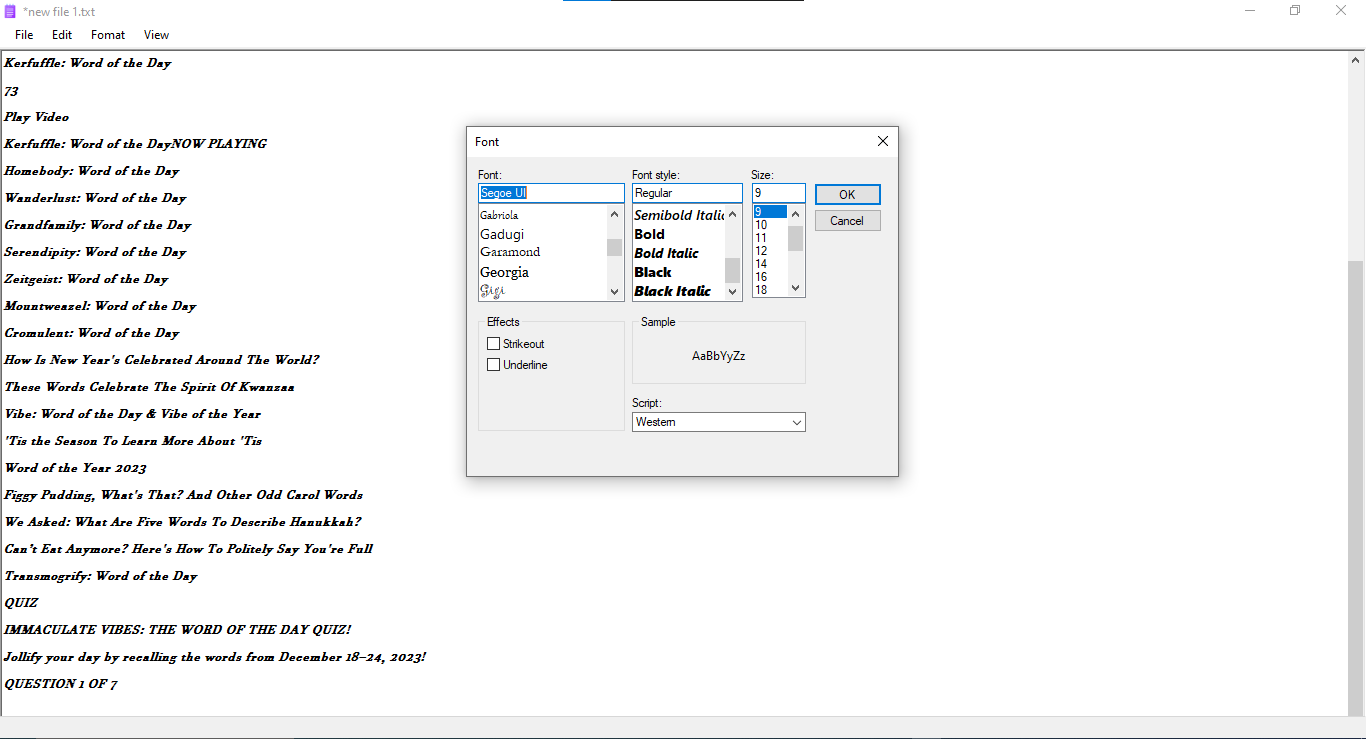 *new file 1.txt
File Edit Fomat View
Kerfuffle: Word of the Day
73
Play Video
Kerfuffle: Word of the DayNOW PLAYING
Homebody: Word of the Day
Wanderlust: Word of the Day
Grandfamily: Word of the Day
Serendipity: Word of the Day
Zeitgeist: Word of the Day
Mountweazel: Word of the Day
Cromulent: Word of the Day
How Is New Year's Celebrated Around The World?
These Words Celebrate The Spirit Of Kwanzaa
Vibe: Word of the Day & Vibe of the Year
'Tis the Season To Learn More About 'Tis
Word of the Year 2023
Figgy Pudding, What's That? And Other Odd Carol Words
We Asked: What Are Five Words To Describe Hanukkah?
Can't Eat Anymore? Here's How To Politely Say You're Full
Transmogrify: Word of the Day
QUIZ
IMMACULATE VIBES: THE WORD OF THE DAY QUIZ!
Jollify your day by recalling the words from December 18–24, 2023!
QUESTION 1 OF 7
Font
Font: Font style: Size:
Segoe UI Regular 9 OK
Gabriola Semibold Italic 9
Gadugi Bold 10 Cancel
Garamond Bold Italic 11
Georgia Black 12
Gigi Black Italic 14
16
18
Effects Sample
Strikeout
Underline AaBbYyZz
Script:
Western